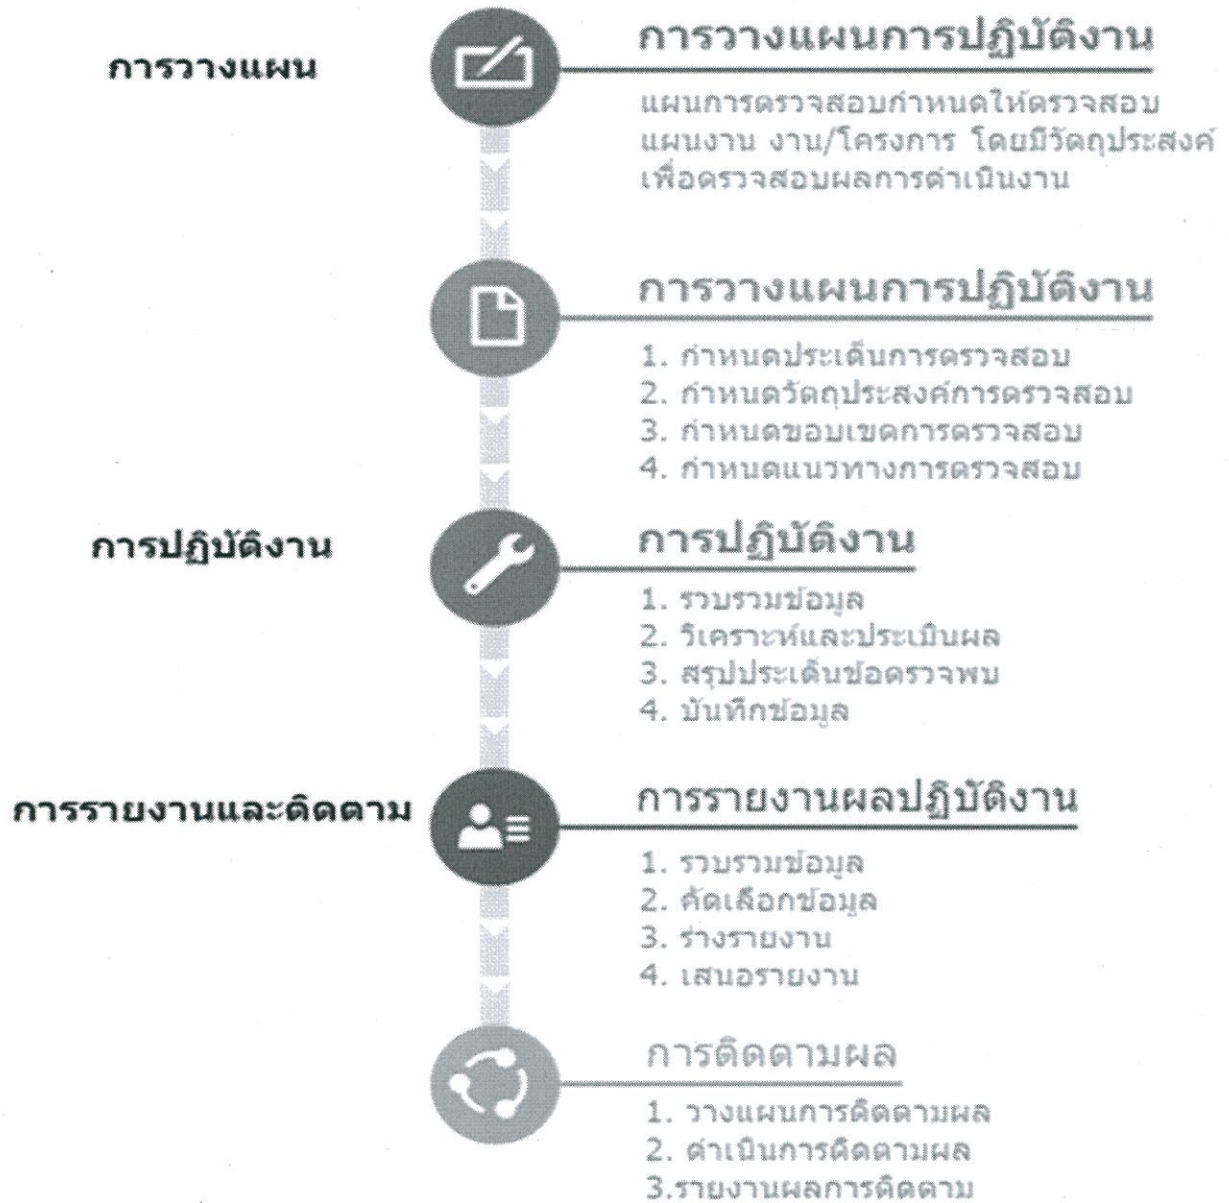 การวางแผน
การวางแผนการปฏิบัติงาน
แผนการตรวจสอบกำหนดให้ตรวจสอบ
แผนงาน งาน/โครงการ โดยมีวัตถุประสงค์
เพื่อตรวจสอบผลการดำเนินงาน
การวางแผนการปฏิบัติงาน
1. กำหนดประเด็นการตรวจสอบ
2. กำหนดวัตถุประสงค์การตรวจสอบ
3. กำหนดขอบเขตการตรวจสอบ
4. กำหนดแนวทางการตรวจสอบ
การปฏิบัติงาน
การปฏิบัติงาน
1. รวบรวมข้อมูล
2. วิเคราะห์และประเมินผล
3. สรุปประเด็นข้อตรวจพบ
4. บันทึกข้อมูล
การรายงานและติดตาม
การรายงานผลปฏิบัติงาน
1. รวบรวมข้อมูล
2. คัดเลือกข้อมูล
3. ร่างรายงาน
4. เสนอรายงาน
การติดตามผล
1. วางแผนการติดตามผล
2. ดำเนินการติดตามผล
3.รายงานผลการติดตาม